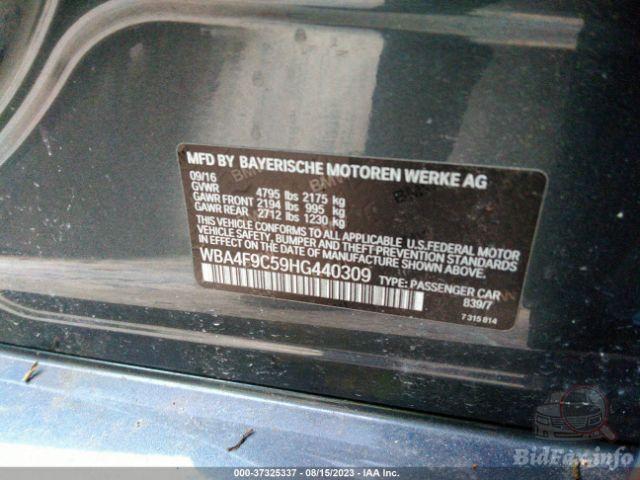 MFD BY BAYERISCHE MOTOREN WERKE AG
09/16
GVWR 4795 lbs 2175 kg
GAWR FRONT 2194 lbs 995 kg
GAWR REAR 2712 lbs 1230 kg
THIS VEHICLE CONFORMS TO ALL APPLICABLE U.S. FEDERAL MOTOR
VEHICLE SAFETY, BUMPER AND THEFT PREVENTION STANDARDS
IN EFFECT ON THE DATE OF MANUFACTURE SHOWN ABOVE.
WBA4F9C59HG440309
TYPE: PASSENGER CAR
839/7
7 315 814
000-37325337 - 08/15/2023 - IAA Inc.
BidFax.info